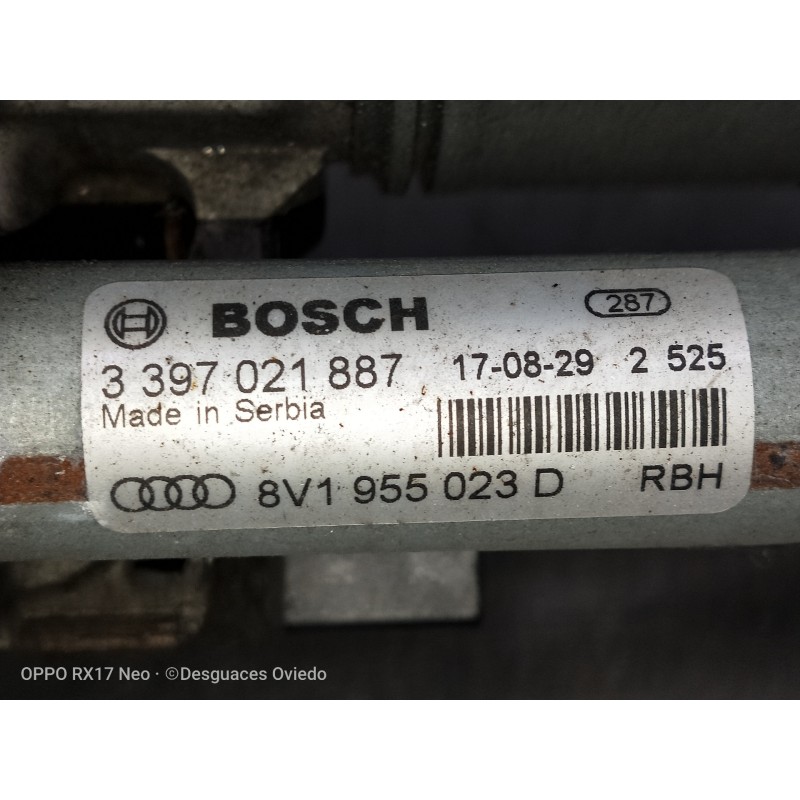 BOSCH 287
3 397 021 887 17-08-29 2 525
Made in Serbia
8V1 955 023 D RBH
OPPO RX17 Neo · ©Desguaces Oviedo